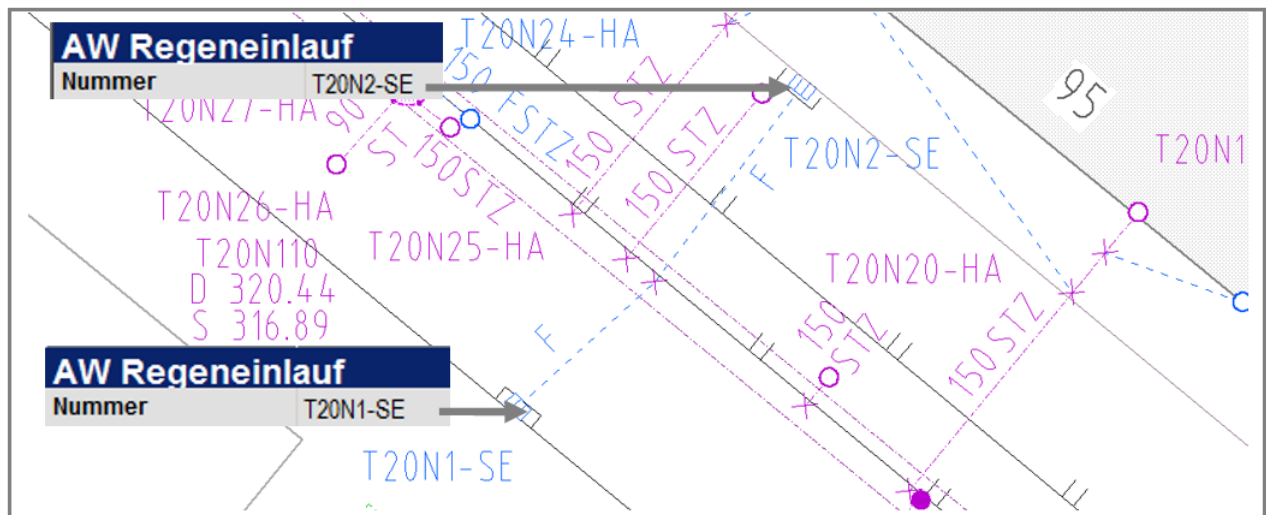 AW Regeneinlauf
Nummer T20N2-SE
T20N24-HA
150 FSTZ
150 STZ
150 STZ
95
T20N27-HA
90 ST
150STZ
T20N2-SE
F
T20N1
T20N26-HA
T20N110
D 320.44
S 316.89
T20N25-HA
T20N20-HA
150 STZ
150 STZ
F
AW Regeneinlauf
Nummer T20N1-SE
T20N1-SE